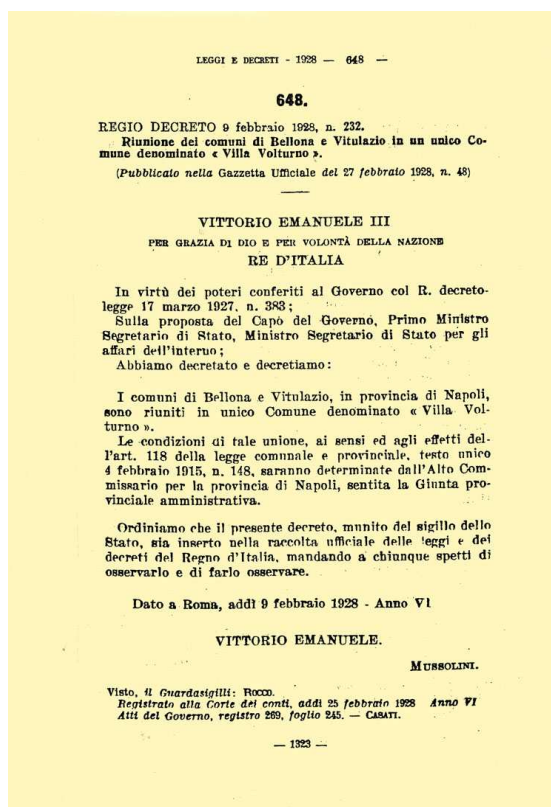 LEGGI E DECRETI - 1928 — 648 —
648.
REGIO DECRETO 9 febbraio 1928, n. 232.
Riunione dei comuni di Bellona e Vitulazio in un unico Co-
mune denominato « Villa Volturno ».
(Pubblicato nella Gazzetta Ufficiale del 27 febbraio 1928, n. 48)
VITTORIO EMANUELE III
PER GRAZIA DI DIO E PER VOLONTÀ DELLA NAZIONE
RE D'ITALIA
In virtù dei poteri conferiti al Governo col R. decreto-
legge 17 marzo 1927, n. 383;
Sulla proposta del Capo del Governo, Primo Ministro
Segretario di Stato, Ministro Segretario di Stato per gli
affari dell'interno;
Abbiamo decretato e decretiamo:
I comuni di Bellona e Vitulazio, in provincia di Napoli,
sono riuniti in unico Comune denominato « Villa Vol-
turno ».
Le condizioni di tale unione, ai sensi ed agli effetti del-
l'art. 118 della legge comunale e provinciale, testo unico
4 febbraio 1915, n. 148, saranno determinate dall'Alto Com-
missario per la provincia di Napoli, sentita la Giunta pro-
vinciale amministrativa.
Ordiniamo che il presente decreto, munito del sigillo dello
Stato, sia inserto nella raccolta ufficiale delle leggi e dei
decreti del Regno d'Italia, mandando a chiunque spetti di
osservarlo e di farlo osservare.
Dato a Roma, addì 9 febbraio 1928 - Anno VI
VITTORIO EMANUELE.
MUSSOLINI.
Visto, il Guardasigilli: ROCCO.
Registrato alla Corte dei conti, addì 25 febbraio 1928 Anno VI
Atti del Governo, registro 269, foglio 245. — CASATI.
— 1323 —